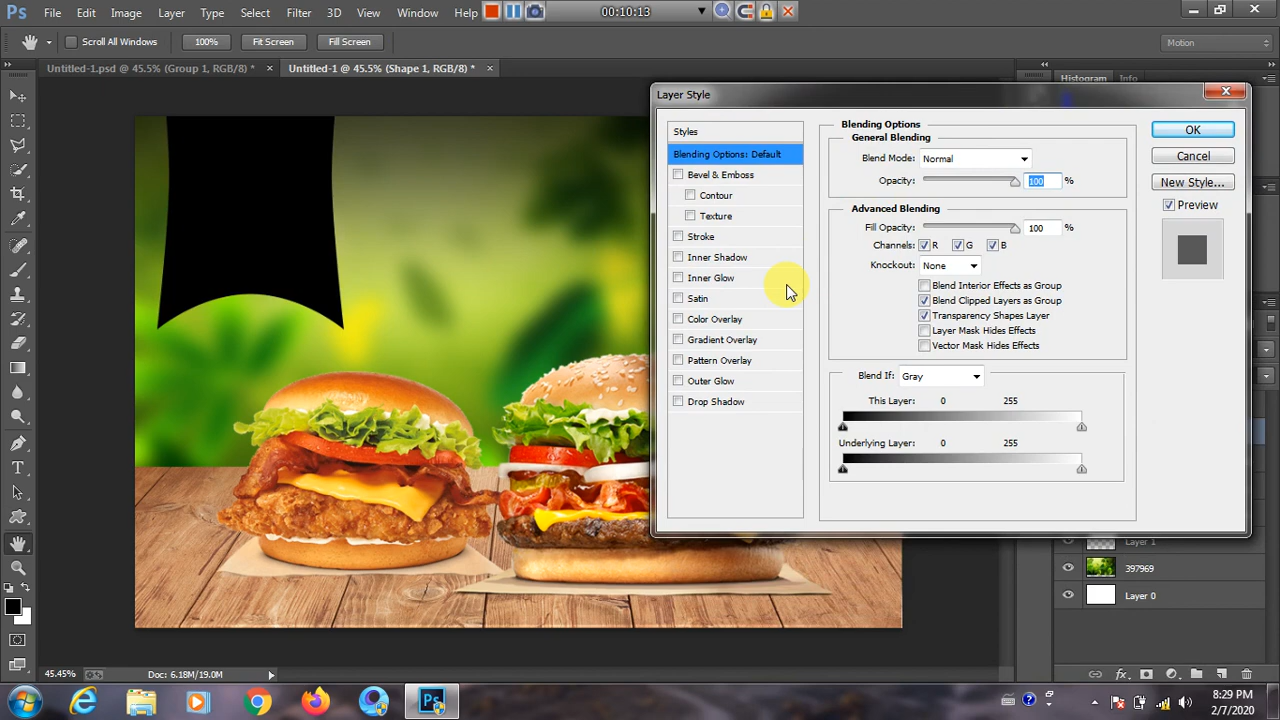 Ps File Edit Image Layer Type Select Filter 3D View Window Help 00:10:13
Scroll All Windows 100% Fit Screen Fill Screen Motion
Untitled-1.psd @ 45.5% (Group 1, RGB/8) * × Untitled-1 @ 45.5% (Shape 1, RGB/8) * × Histogram Info
Layer Style
Styles
Blending Options: Default
Bevel & Emboss
Contour
Texture
Stroke
Inner Shadow
Inner Glow
Satin
Color Overlay
Gradient Overlay
Pattern Overlay
Outer Glow
Drop Shadow
Blending Options
General Blending
Blend Mode: Normal
Opacity: 100 %
Advanced Blending
Fill Opacity: 100 %
Channels: R G B
Knockout: None
Blend Interior Effects as Group
Blend Clipped Layers as Group
Transparency Shapes Layer
Layer Mask Hides Effects
Vector Mask Hides Effects
Blend If: Gray
This Layer: 0 255
Underlying Layer: 0 255
OK
Cancel
New Style...
Preview
Layer 1
397969
Layer 0
45.45% Doc: 6.18M/19.0M
Ps
8:29 PM
2/7/2020